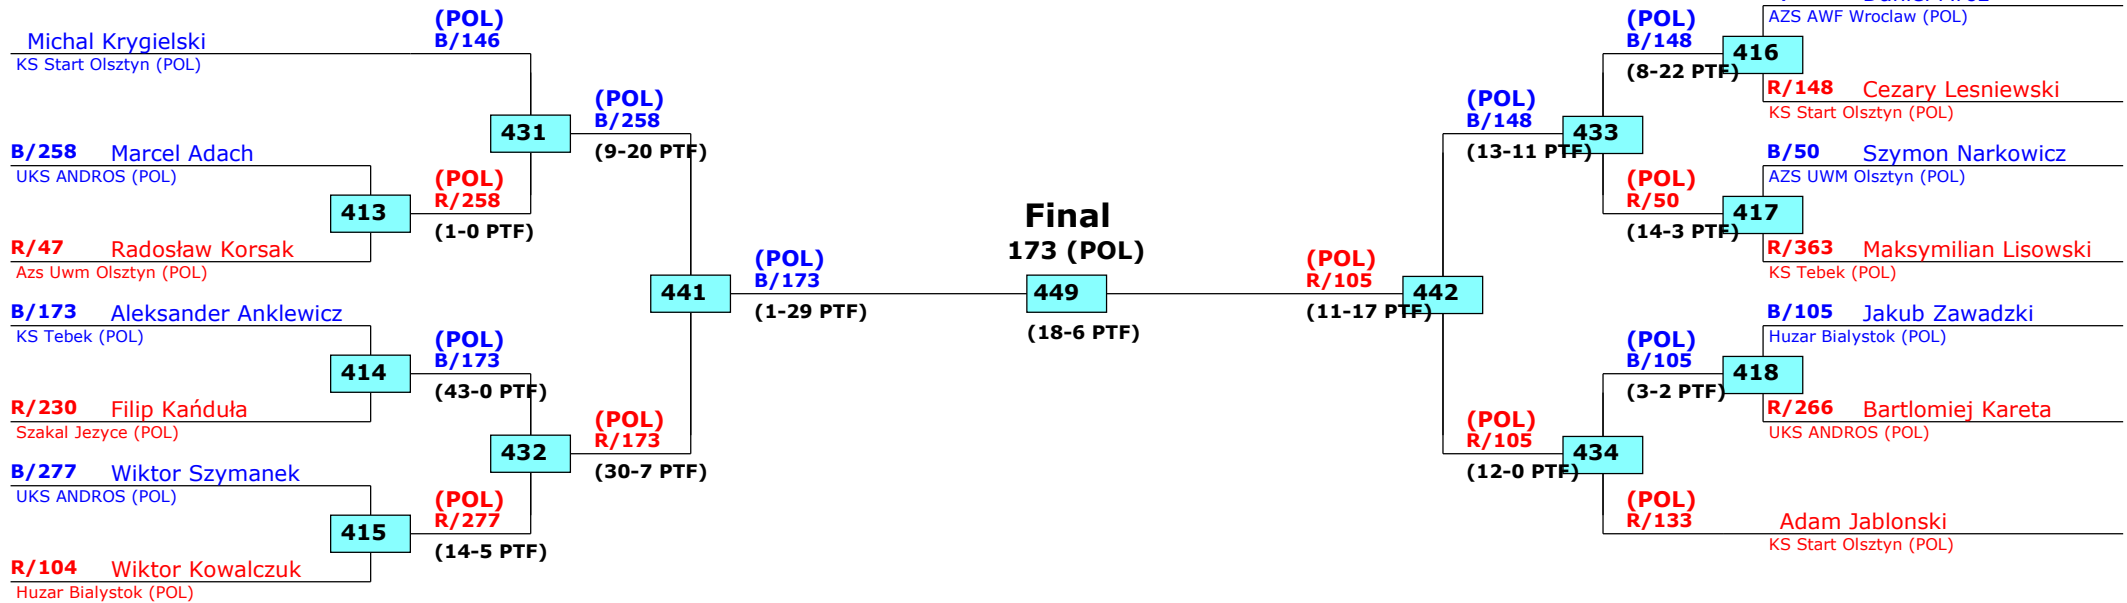 (POL)
B/146
Michal Krygielski
KS Start Olsztyn (POL)
431
(POL)
B/258
(9-20 PTF)
B/258 Marcel Adach
UKS ANDROS (POL)
413
(POL)
R/258
(1-0 PTF)
R/47 Radosław Korsak
Azs Uwm Olsztyn (POL)
441
(POL)
B/173
(1-29 PTF)
B/173 Aleksander Anklewicz
KS Tebek (POL)
414
(POL)
B/173
(43-0 PTF)
R/230 Filip Kańduła
Szakal Jezyce (POL)
432
(POL)
R/173
(30-7 PTF)
B/277 Wiktor Szymanek
UKS ANDROS (POL)
415
(POL)
R/277
(14-5 PTF)
R/104 Wiktor Kowalczuk
Huzar Bialystok (POL)
Final
173 (POL)
449
(18-6 PTF)
(POL)
R/105
(11-17 PTF)
442
(POL)
B/148
(13-11 PTF)
433
(POL)
B/148
(8-22 PTF)
416
AZS AWF Wroclaw (POL)
R/148 Cezary Lesniewski
KS Start Olsztyn (POL)
B/50 Szymon Narkowicz
AZS UWM Olsztyn (POL)
(POL)
R/50
(14-3 PTF)
417
R/363 Maksymilian Lisowski
KS Tebek (POL)
B/105 Jakub Zawadzki
Huzar Bialystok (POL)
(POL)
B/105
(3-2 PTF)
418
R/266 Bartlomiej Kareta
UKS ANDROS (POL)
(POL)
R/105
(12-0 PTF)
434
(POL)
R/133
Adam Jablonski
KS Start Olsztyn (POL)